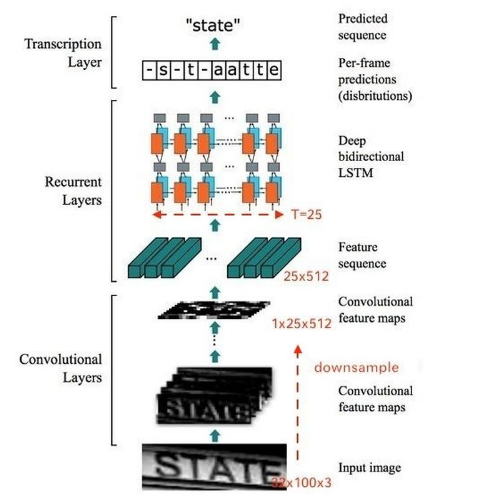 "state"
Predicted
sequence
Transcription
Layer
-s-t-aatte
Per-frame
predictions
(disbritutions)
Recurrent
Layers
...
...
Deep
bidirectional
LSTM
T=25
...
Feature
sequence
25x512
Convolutional
Layers
Convolutional
feature maps
1x25x512
downsample
STATE
Convolutional
feature maps
STATE
32x100x3
Input image